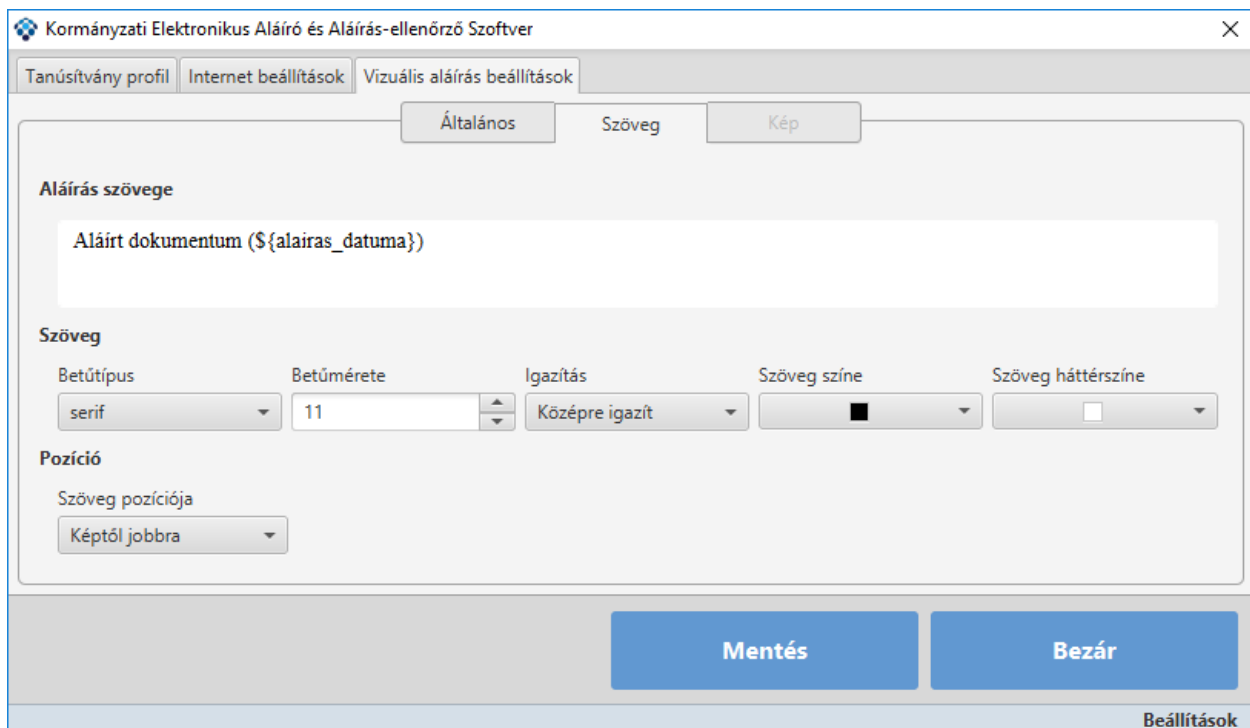 Kormányzati Elektronikus Aláíró és Aláírás-ellenőrző Szoftver
Tanúsítvány profil Internet beállítások Vizuális aláírás beállítások
Általános Szöveg Kép
Aláírás szövege
Aláírt dokumentum (${alairas_datuma})
Szöveg
Betűtípus Betűmérete Igazítás Szöveg színe Szöveg háttérszíne
serif 11 Középre igazít
Pozíció
Szöveg pozíciója
Képtől jobbra
Mentés Bezár
Beállítások